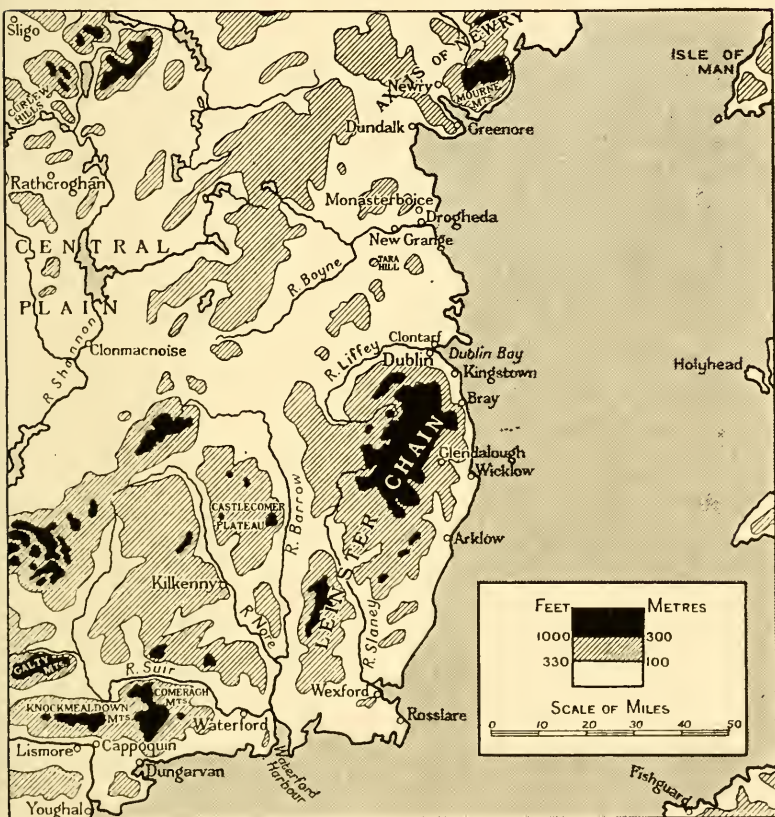 Sligo
AXIS OF NEWRY
ISLE OF
MAN
CURLEW
HILLS
Newry
MOURNE
MTS.
Dundalk
Greenore
Rathcroghan
Monasterboice
Drogheda
CENTRAL
New Grange
TARA
HILL
R. Boyne
PLAIN
R. Shannon
Clonmacnoise
Clontarf
R. Liffey
Dublin
Dublin Bay
Kingstown
Holyhead
Bray
LEINSTER CHAIN
Glendalough
Wicklow
CASTLECOMER
PLATEAU
R. Barrow
Arklow
Kilkenny
R. Nore
R. Slaney
FEET METRES
1000 300
330 100
SCALE OF MILES
0 10 20 30 40 50
GALTY
MTS.
R. Suir
Wexford
KNOCKMEALDOWN
MTS
COMERAGH
MTS
Waterford
Rosslare
Lismore
Cappoquin
Waterford
Harbour
Dungarvan
Fishguard
Youghal